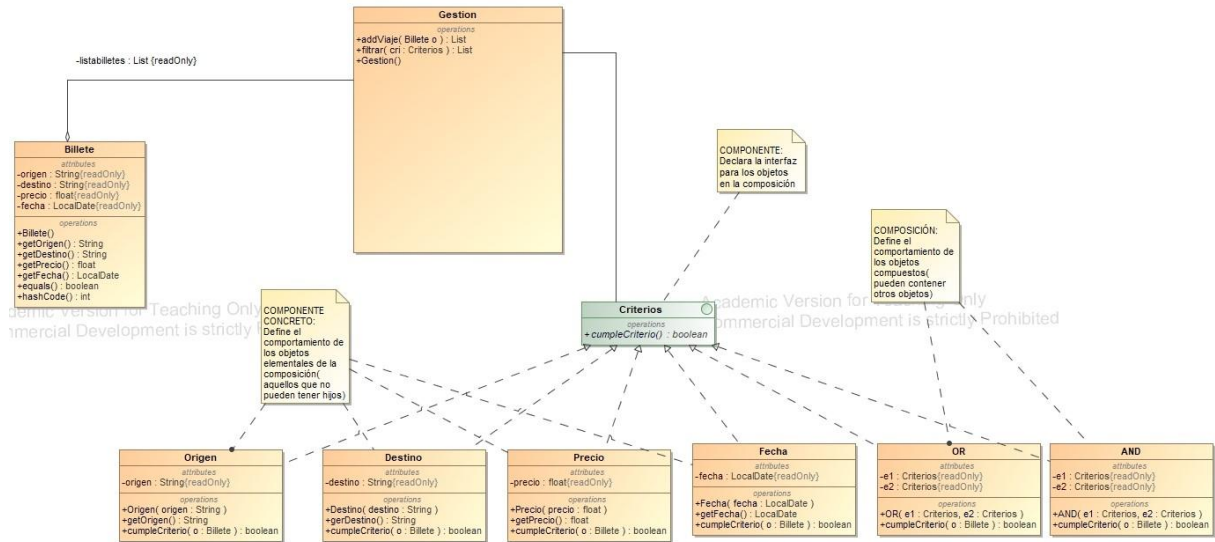 Gestion
operations
+addViaje( Billete o ) : List
+filtrar( cri : Criterios ) : List
+Gestion()
-listabilletes : List {readOnly}
Billete
attributes
-origen : String{readOnly}
-destino : String{readOnly}
-precio : float{readOnly}
-fecha : LocalDate{readOnly}
operations
+Billete()
+getOrigen() : String
+getDestino() : String
+getPrecio() : float
+getFecha() : LocalDate
+equals() : boolean
+hashCode() : int
COMPONENTE:
Declara la interfaz
para los objetos
en la composición
COMPOSICIÓN:
Define el
comportamiento de
los objetos
compuestos(
pueden contener
otros objetos)
COMPONENTE
CONCRETO:
Define el
comportamiento de
los objetos
elementales de la
composición(
aquellos que no
pueden tener hijos)
Criterios
operations
+cumpleCriterio() : boolean
Version for Teaching Only
Development is strictly
Academic Version for Only
Development is strictly Prohibited
Origen
attributes
-origen : String{readOnly}
operations
+Origen( origen : String )
+getOrigen() : String
+cumpleCriterio( o : Billete ) : boolean
Destino
attributes
-destino : String{readOnly}
operations
+Destino( destino : String )
+gerDestino() : String
+cumpleCriterio( o : Billete ) : boolean
Precio
attributes
-precio : float{readOnly}
operations
+Precio( precio : float )
+getPrecio() : float
+cumpleCriterio( o : Billete ) : boolean
Fecha
attributes
-fecha : LocalDate{readOnly}
operations
+Fecha( fecha : LocalDate )
+getFecha() : LocalDate
+cumpleCriterio( o : Billete ) : boolean
OR
attributes
-e1 : Criterios{readOnly}
-e2 : Criterios{readOnly}
operations
+OR( e1 : Criterios, e2 : Criterios )
+cumpleCriterio( o : Billete ) : boolean
AND
attributes
-e1 : Criterios{readOnly}
-e2 : Criterios{readOnly}
operations
+AND( e1 : Criterios, e2 : Criterios )
+cumpleCriterio( o : Billete ) : boolean